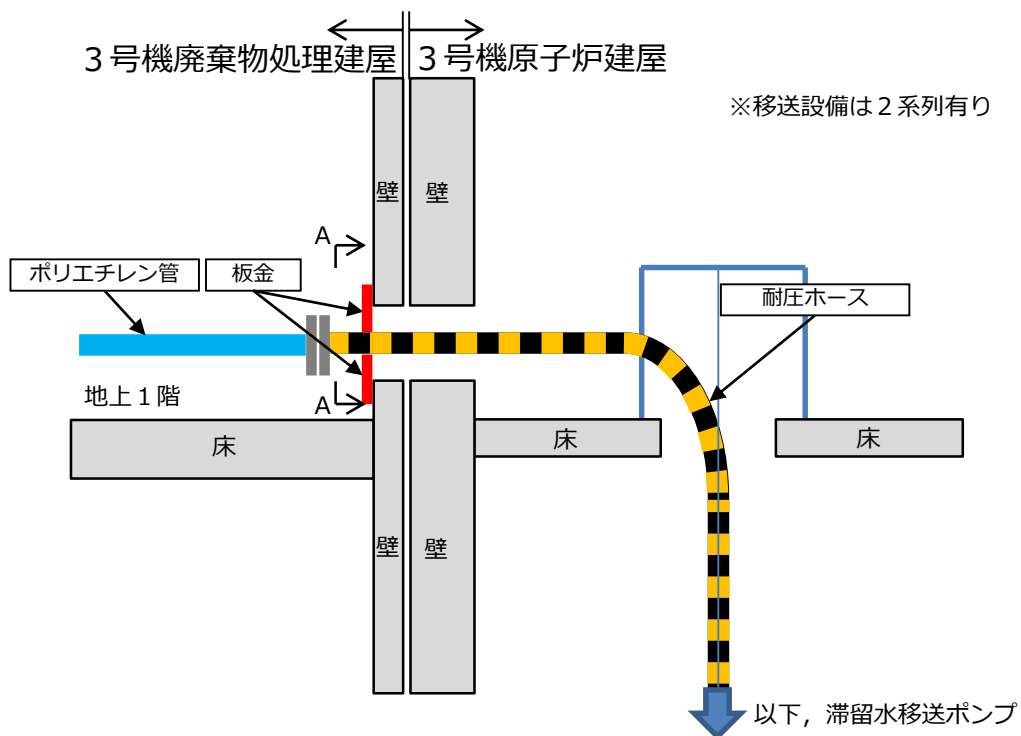 3号機廃棄物処理建屋
3号機原子炉建屋
※移送設備は2系列有り
壁
壁
A
ポリエチレン管
板金
耐圧ホース
地上1階
A
床
床
床
壁
壁
以下,滞留水移送ポンプ